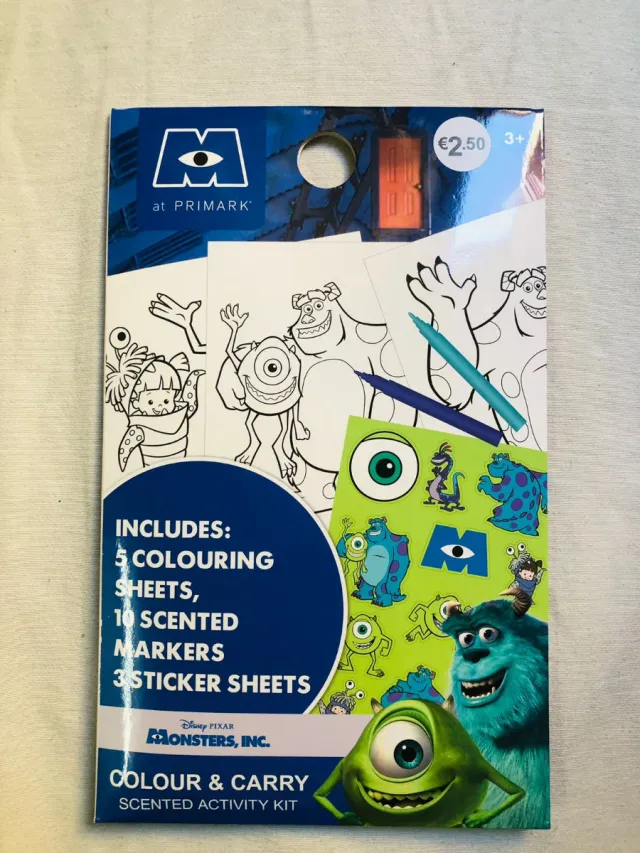 M
at PRIMARK
€2.50
3+
INCLUDES:
5 COLOURING
SHEETS,
10 SCENTED
MARKERS
3 STICKER SHEETS
M
Disney PIXAR
MONSTERS, INC.
COLOUR & CARRY
SCENTED ACTIVITY KIT